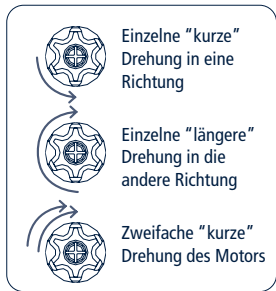 Einzelne “kurze”
Drehung in eine
Richtung
Einzelne “längere”
Drehung in die
andere Richtung
Zweifache “kurze”
Drehung des Motors